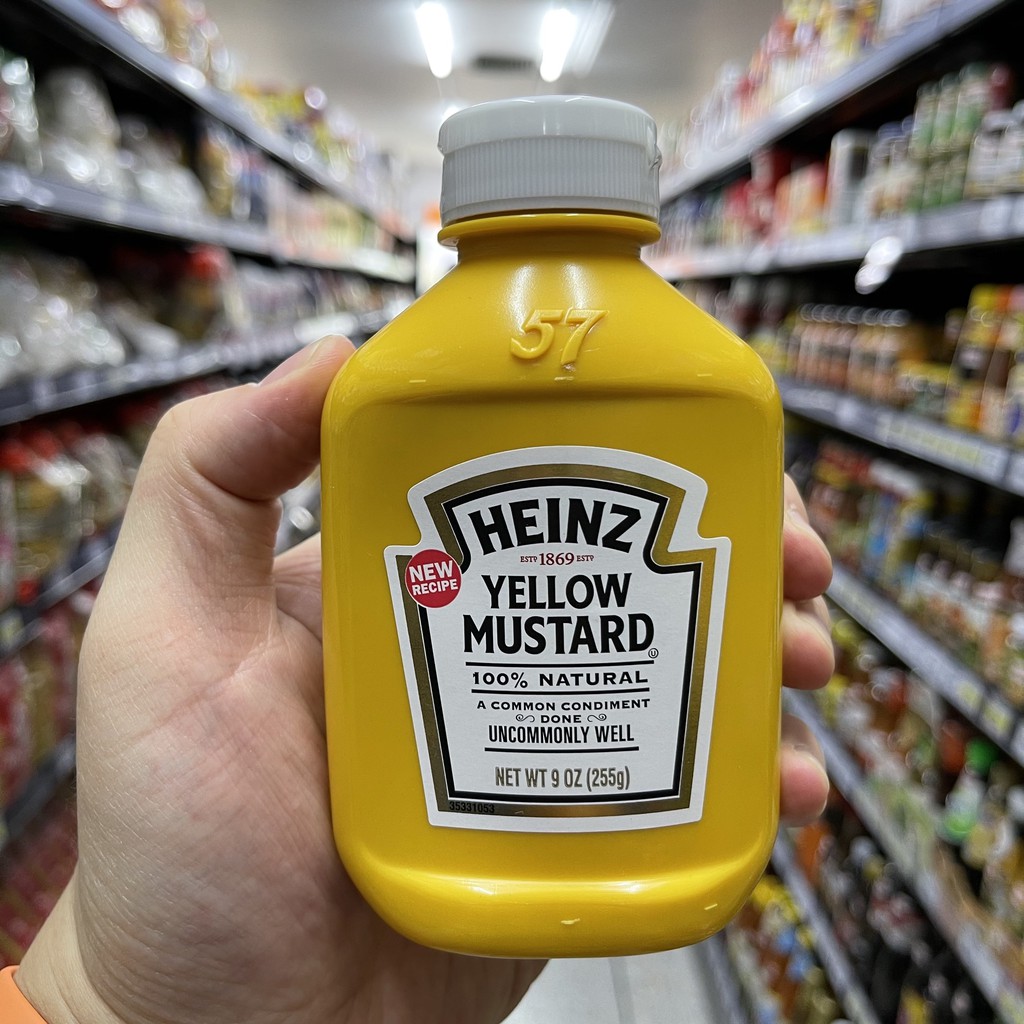 57
HEINZ
ESTD 1869 ESTD
NEW
RECIPE
YELLOW
MUSTARD
100% NATURAL
A COMMON CONDIMENT
DONE
UNCOMMONLY WELL
NET WT 9 OZ (255g)
35331053